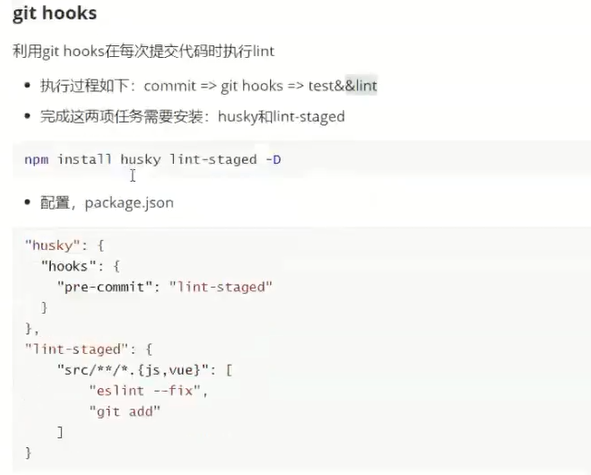 git hooks
利用git hooks在每次提交代码时执行lint
执行过程如下：commit => git hooks => test&&lint
完成这两项任务需要安装：husky和lint-staged
npm install husky lint-staged -D
配置，package.json
"husky": {
"hooks": {
"pre-commit": "lint-staged"
}
},
"lint-staged": {
"src/**/*.{js,vue}": [
"eslint --fix",
"git add"
]
}